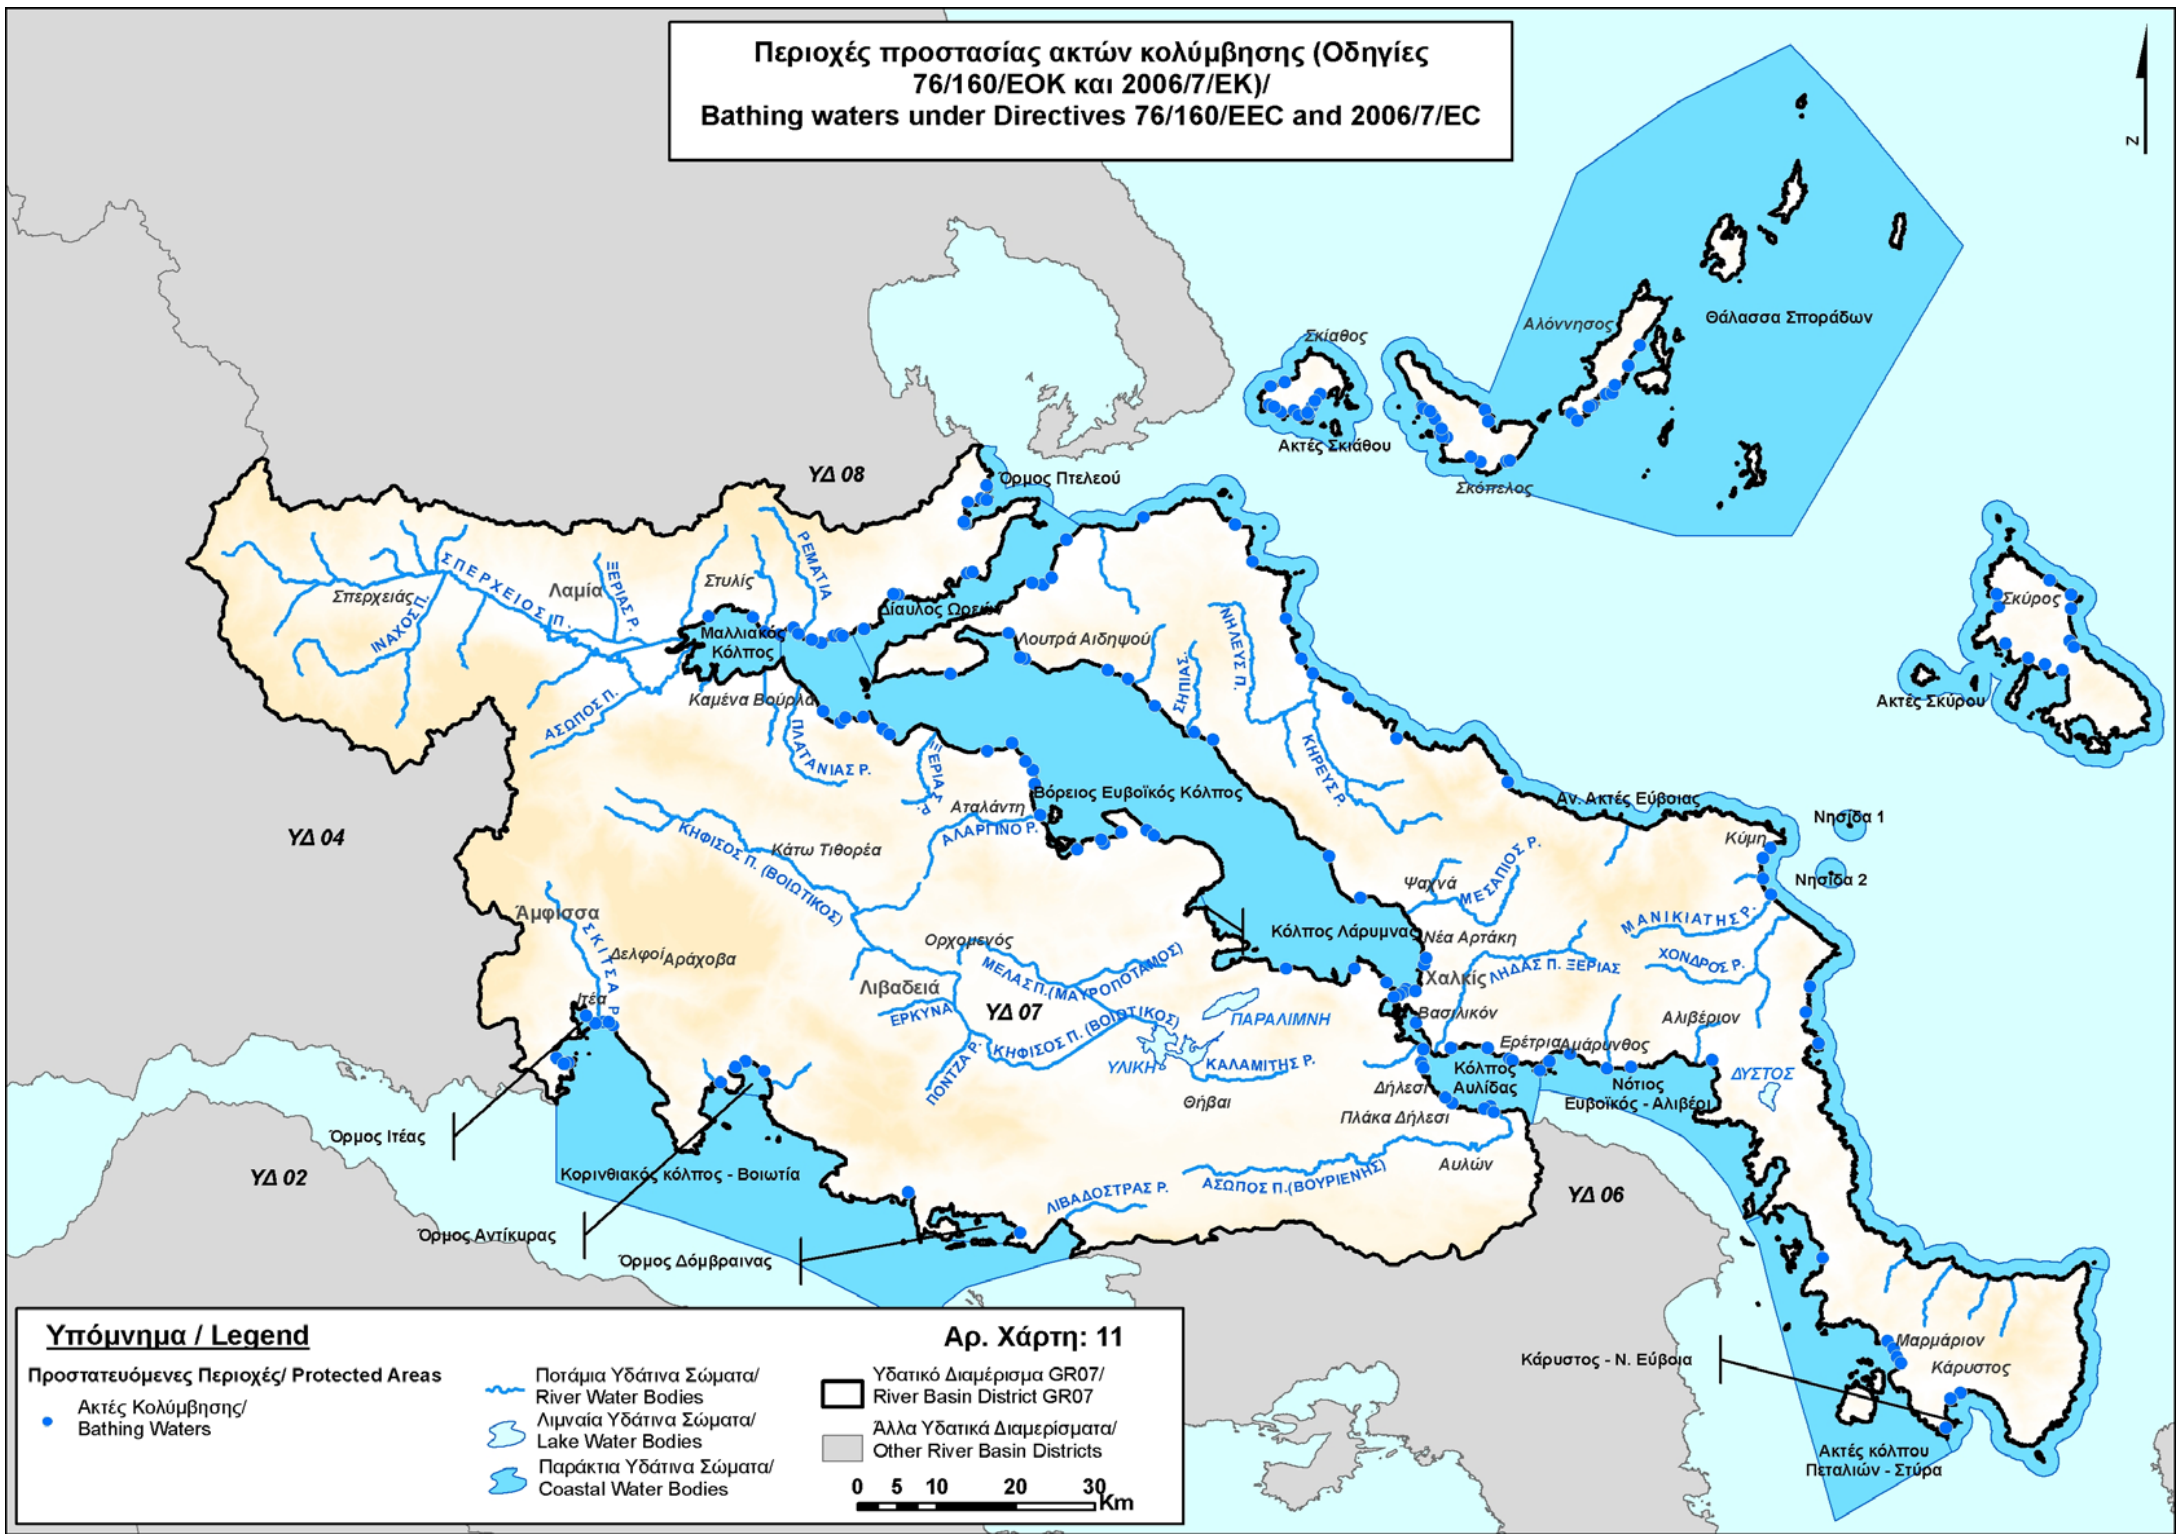 Περιοχές προστασίας ακτών κολύμβησης (Οδηγίες
76/160/ΕΟΚ και 2006/7/ΕΚ)/
Bathing waters under Directives 76/160/EEC and 2006/7/EC
Z
Θάλασσα Σποράδων
Αλόννησος
Σκίαθος
Ακτές Σκιάθου
Σκόπελος
ΥΔ 08
Όρμος Πτελεού
ΡΕΜΑΤΙΑ
Στυλίς
ΞΕΡΙΑΣ Ρ.
Λαμία
ΣΠΕΡΧΕΙΟΣ Π.
Σπερχειάς
ΙΝΑΧΟΣ Π.
Δίαυλος Ωρεών
Μαλλιακός
Κόλπος
Λουτρά Αιδηψού
ΝΗΛΕΥΣ Π.
ΣΗΠΙΑΣ.
Σκύρος
Ακτές Σκύρου
Καμένα Βούρλα
ΑΣΩΠΟΣ Π.
ΠΛΑΤΑΝΙΑΣ Ρ.
ΞΕΡΙΑΣ Ρ.
ΚΗΡΕΥΣ Ρ.
Βόρειος Ευβοϊκός Κόλπος
Αν. Ακτές Εύβοιας
Αταλάντη
ΑΛΑΡΓΙΝΟ Ρ.
Νησίδα 1
Κύμη
ΥΔ 04
ΚΗΦΙΣΟΣ Π. (ΒΟΙΩΤΙΚΟΣ)
Κάτω Τιθορέα
ΜΕΣΑΠΙΟΣ Ρ.
Ψαχνά
Νησίδα 2
Άμφισσα
ΣΚΙΤΣΑ Ρ.
ΜΑΝΙΚΙΑΤΗΣ Ρ.
Κόλπος Λάρυμνας
Νέα Αρτάκη
Ορχομενός
Δελφοί
Αράχοβα
ΜΕΛΑΣ Π.(ΜΑΥΡΟΠΟΤΑΜΟΣ)
ΛΗΔΑΣ Π. ΞΕΡΙΑΣ
ΧΟΝΔΡΟΣ Ρ.
Χαλκίς
Λιβαδειά
Ιτέα
ΕΡΚΥΝΑ
ΥΔ 07
ΠΑΡΑΛΙΜΝΗ
Βασιλικόν
Αλιβέριον
ΚΗΦΙΣΟΣ Π. (ΒΟΙΩΤΙΚΟΣ)
Ερέτρια
Αμάρυνθος
ΠΟΝΤΖΑ Ρ.
ΥΛΙΚΗ
ΚΑΛΑΜΙΤΗΣ Ρ.
Κόλπος
Αυλίδας
ΔΥΣΤΟΣ
Θήβαι
Δήλεσι
Νότιος
Ευβοϊκός - Αλιβέρι
Πλάκα Δήλεσι
Όρμος Ιτέας
Κορινθιακός κόλπος - Βοιωτία
Αυλών
ΥΔ 02
ΑΣΩΠΟΣ Π.(ΒΟΥΡΙΕΝΗΣ)
ΛΙΒΑΔΟΣΤΡΑΣ Ρ.
ΥΔ 06
Όρμος Αντίκυρας
Όρμος Δόμβραινας
Μαρμάριον
Κάρυστος
Κάρυστος - Ν. Εύβοια
Ακτές κόλπου
Πεταλιών - Στύρα
Υπόμνημα / Legend
Αρ. Χάρτη: 11
Προστατευόμενες Περιοχές/ Protected Areas
Ακτές Κολύμβησης/
Bathing Waters
Ποτάμια Υδάτινα Σώματα/
River Water Bodies
Λιμναία Υδάτινα Σώματα/
Lake Water Bodies
Παράκτια Υδάτινα Σώματα/
Coastal Water Bodies
Υδατικό Διαμέρισμα GR07/
River Basin District GR07
Άλλα Υδατικά Διαμερίσματα/
Other River Basin Districts
0 5 10 20 30
Km